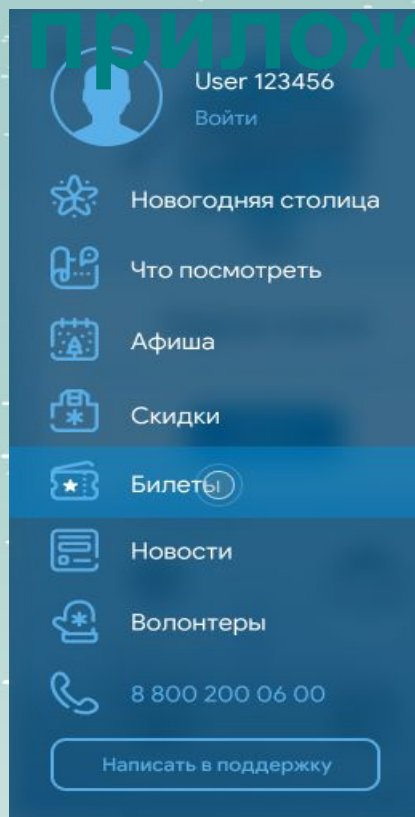 прилож
User 123456
Войти
Новогодняя столица
Что посмотреть
Афиша
Скидки
Билеты
Новости
Волонтеры
8 800 200 06 00
Написать в поддержку